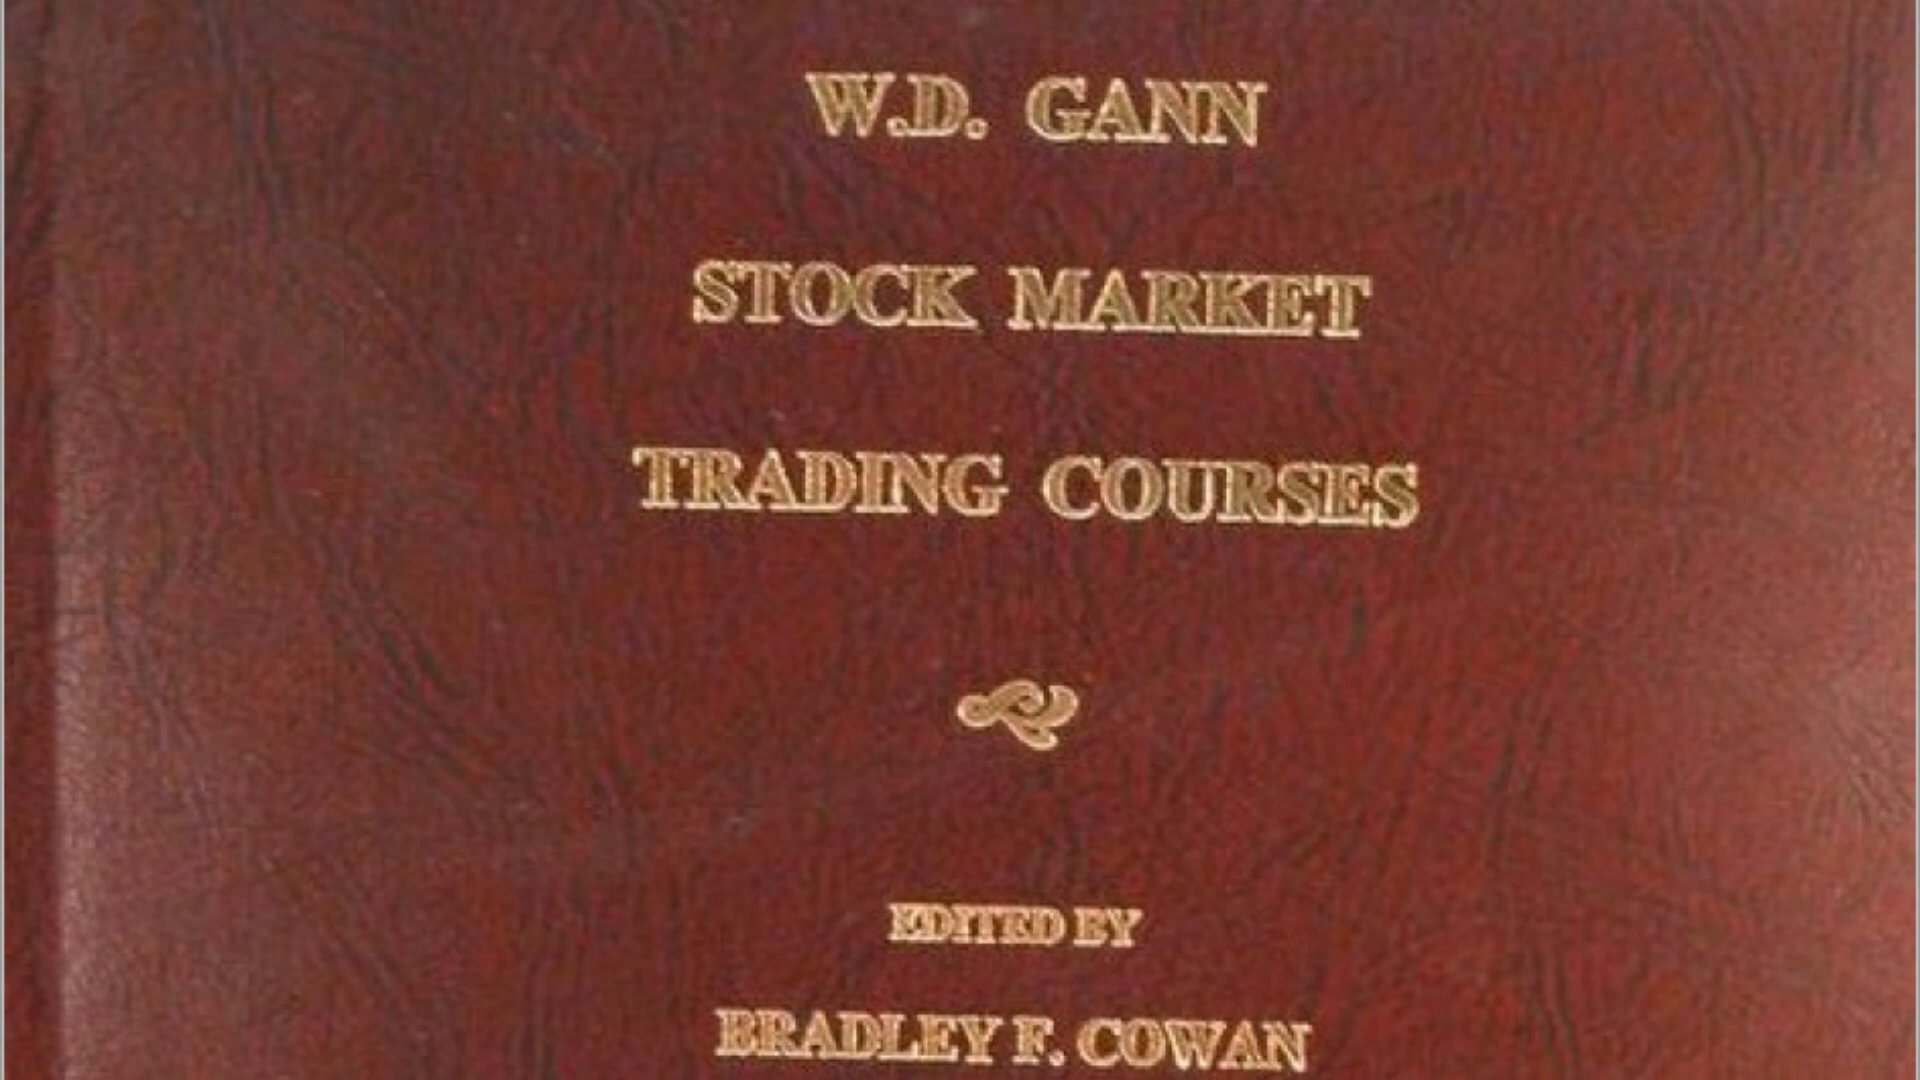 W.D. GANN
STOCK MARKET
TRADING COURSES
EDITED BY
BRADLEY F. COWAN